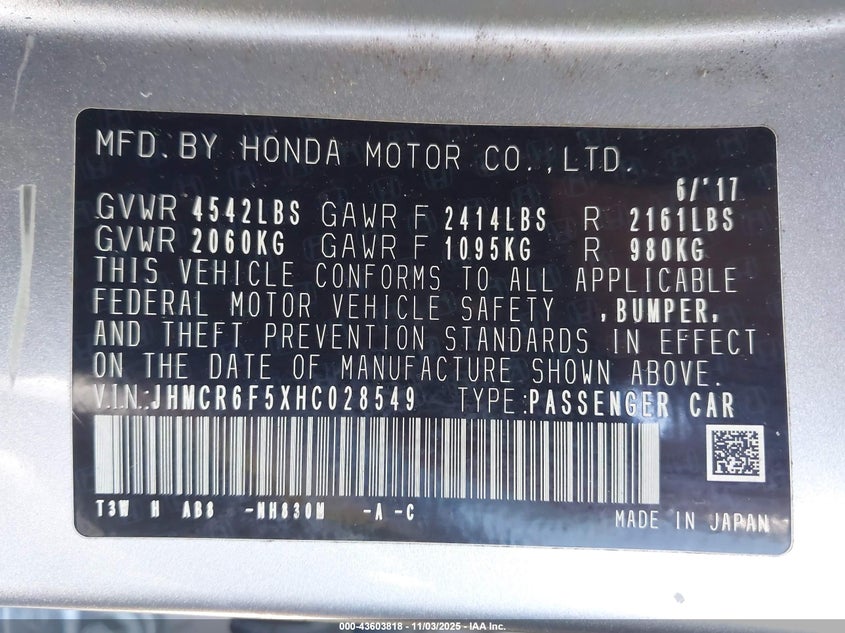 MFD. BY HONDA MOTOR CO.,LTD.
6/'17
GVWR 4542LBS GAWR F 2414LBS R 2161LBS
GVWR 2060KG GAWR F 1095KG R 980KG
THIS VEHICLE CONFORMS TO ALL APPLICABLE
FEDERAL MOTOR VEHICLE SAFETY ,BUMPER,
AND THEFT PREVENTION STANDARDS IN EFFECT
ON THE DATE OF MANUFACTURE SHOWN ABOVE.
V.I.N.:JHMCR6F5XHC028549 TYPE:PASSENGER CAR
T3W H AB8 -NH830M -A -C
MADE IN JAPAN
000-43603818 - 11/03/2025 - IAA Inc.